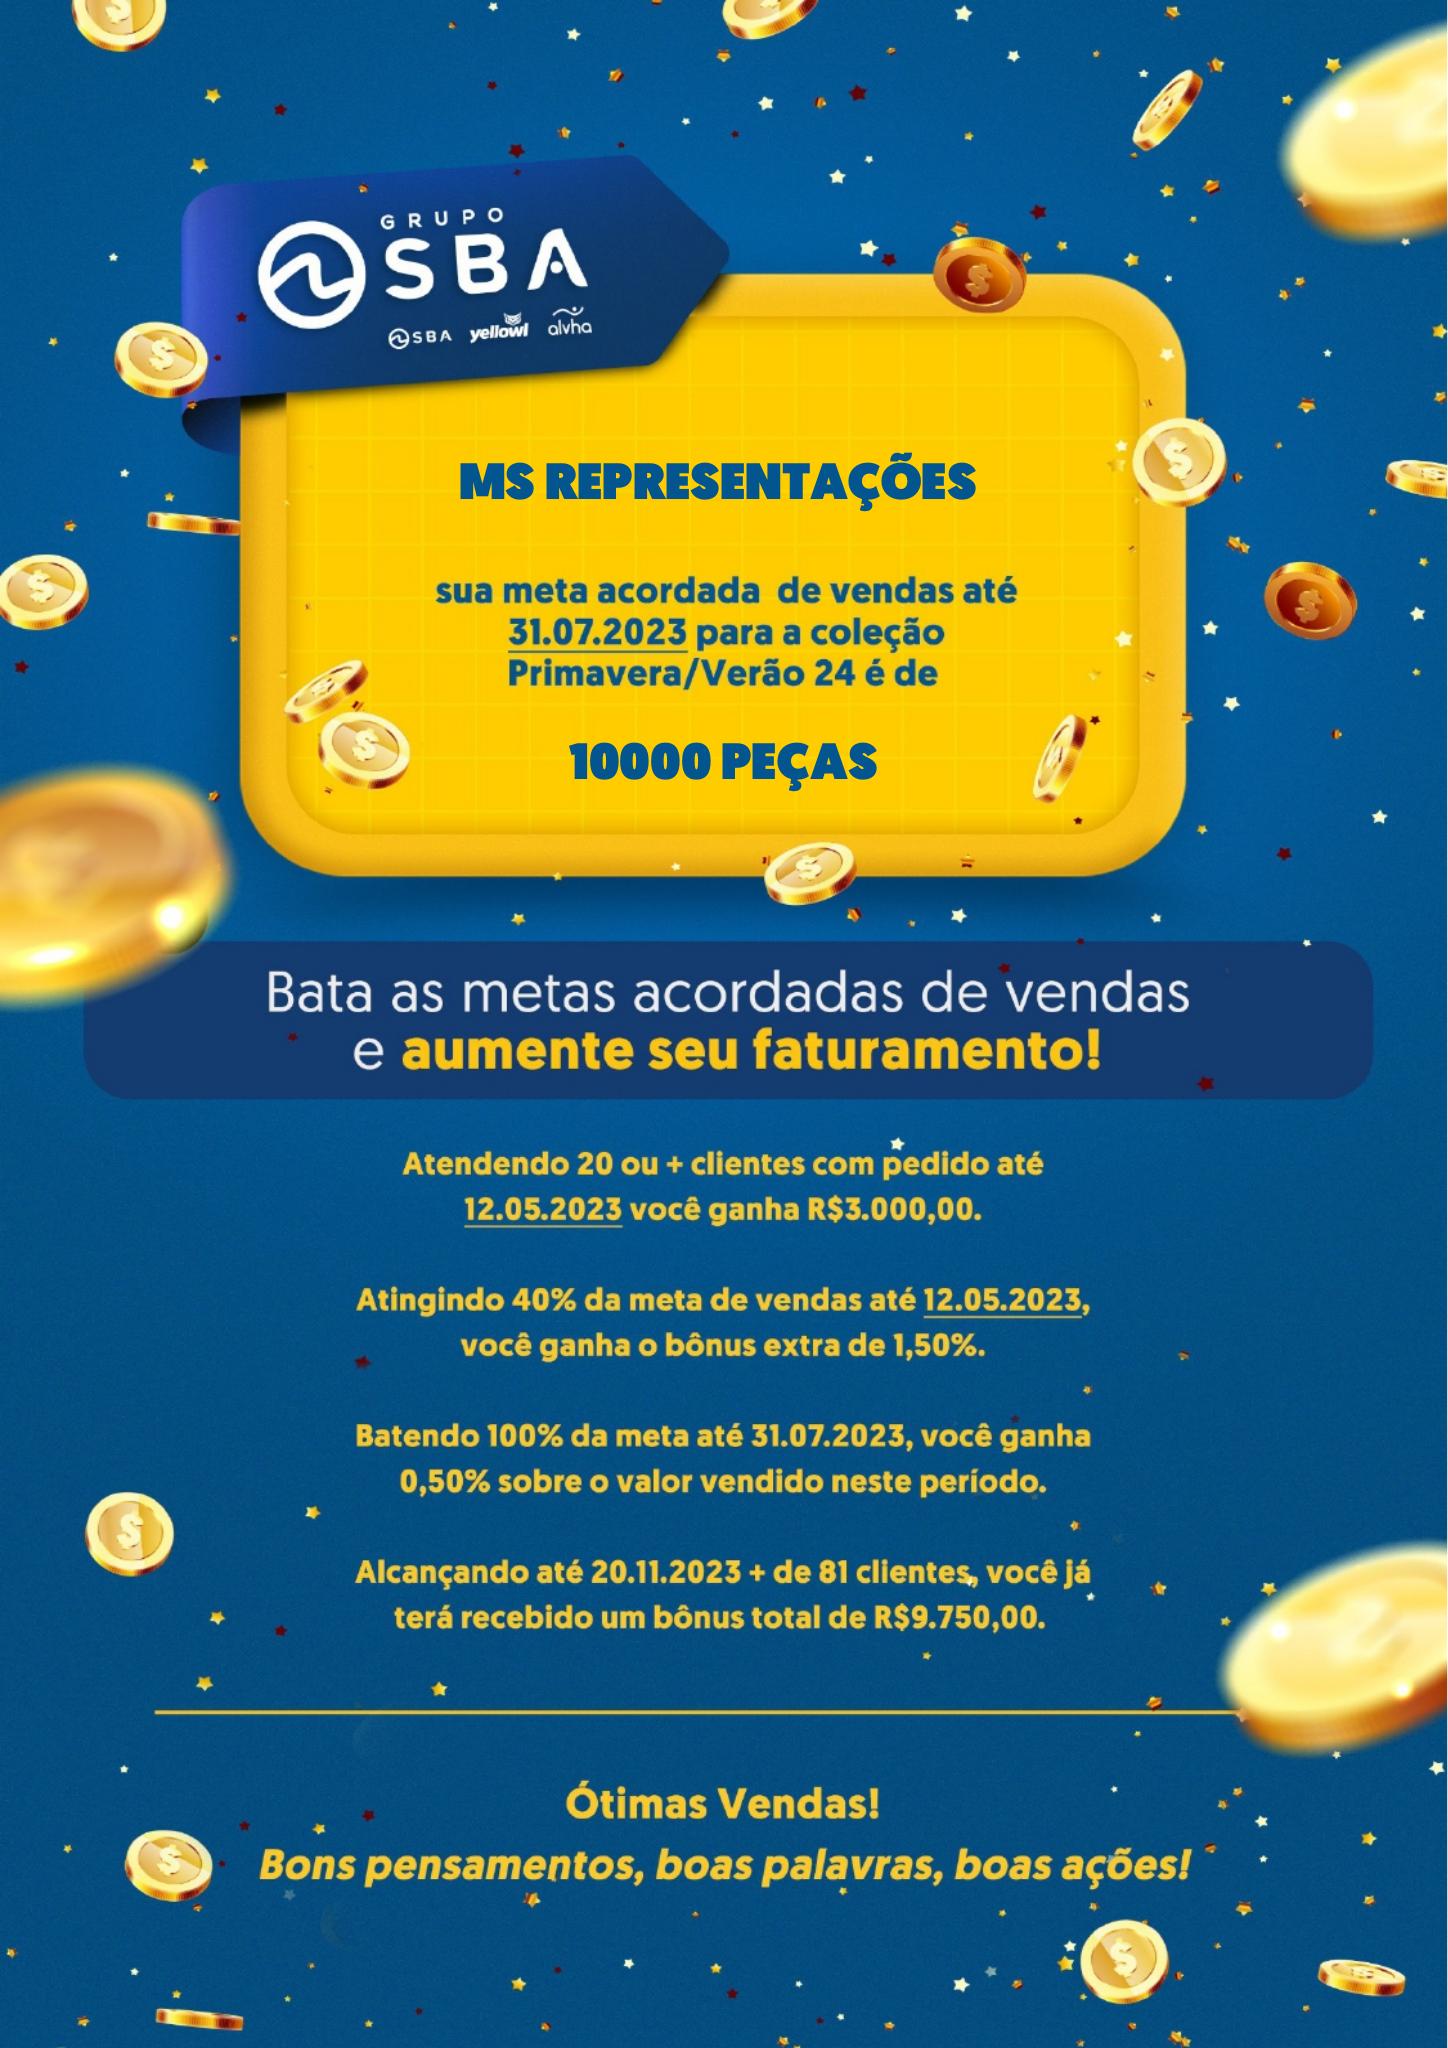 GRUPO
SBA
SBA yellowl alvha
MS REPRESENTAÇÕES
sua meta acordada de vendas até
31.07.2023 para a coleção
Primavera/Verão 24 é de
10000 PEÇAS
Bata as metas acordadas de vendas
e aumente seu faturamento!
Atendendo 20 ou + clientes com pedido até
12.05.2023 você ganha R$3.000,00.
Atingindo 40% da meta de vendas até 12.05.2023,
você ganha o bônus extra de 1,50%.
Batendo 100% da meta até 31.07.2023, você ganha
0,50% sobre o valor vendido neste período.
Alcançando até 20.11.2023 + de 81 clientes, você já
terá recebido um bônus total de R$9.750,00.
Ótimas Vendas!
Bons pensamentos, boas palavras, boas ações!